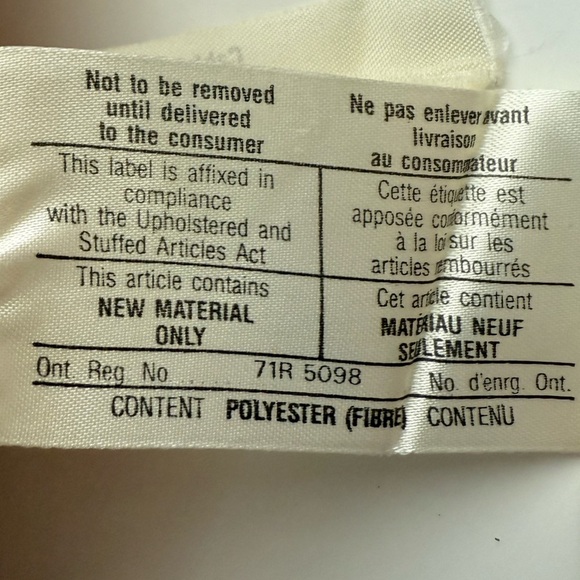 Not to be removed
until delivered
to the consumer
Ne pas enlever avant
livraison
au consommateur
This label is affixed in
compliance
with the Upholstered and
Stuffed Articles Act
Cette étiquette est
apposée conformément
à la loi sur les
articles embourrés
This article contains
NEW MATERIAL
ONLY
Cet article contient
MATÉRIAU NEUF
SEULEMENT
Ont. Reg No 71R 5098 No. d'enrg. Ont.
CONTENT POLYESTER (FIBRE) CONTENU